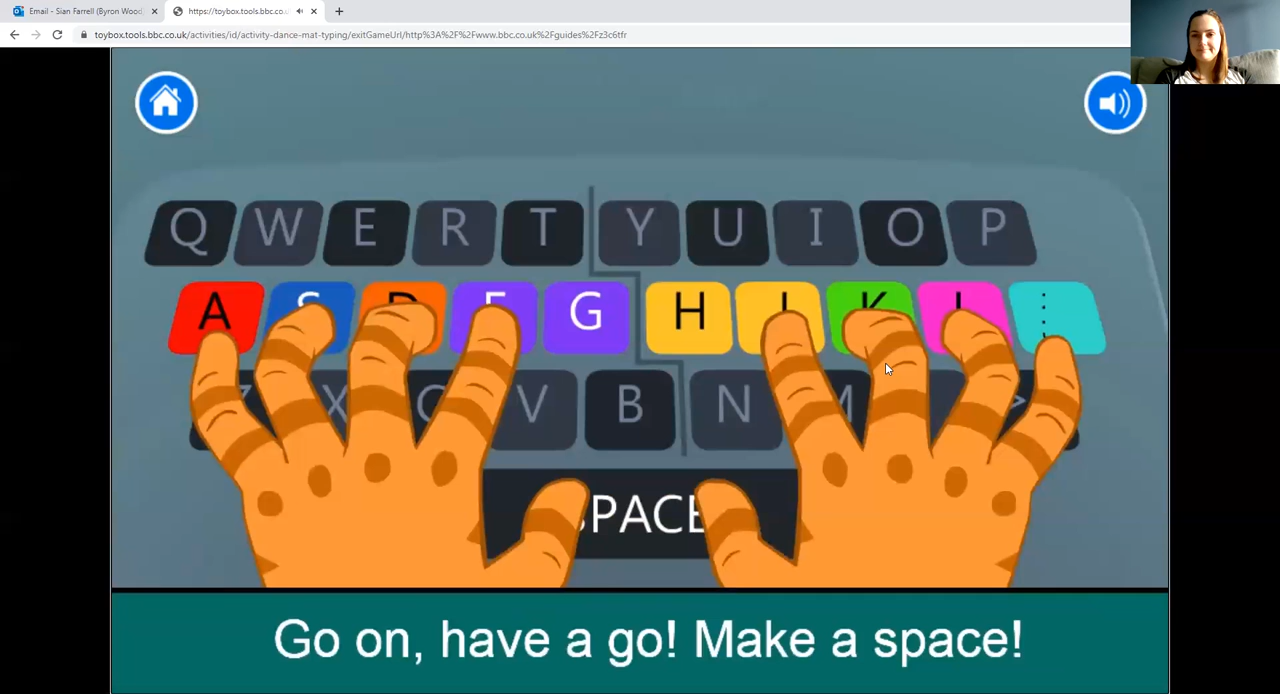 Email - Sian Farrell (Byron Wood
https://toybox.tools.bbc.co.u
toybox.tools.bbc.co.uk/activities/id/activity-dance-mat-typing/exitGameUrl/http%3A%2F%2Fwww.bbc.co.uk%2Fguides%2Fz3c6tfr
Q W E R T Y U I O P
A S D F G H J K L ;
X C V B N M >
SPACE
Go on, have a go! Make a space!